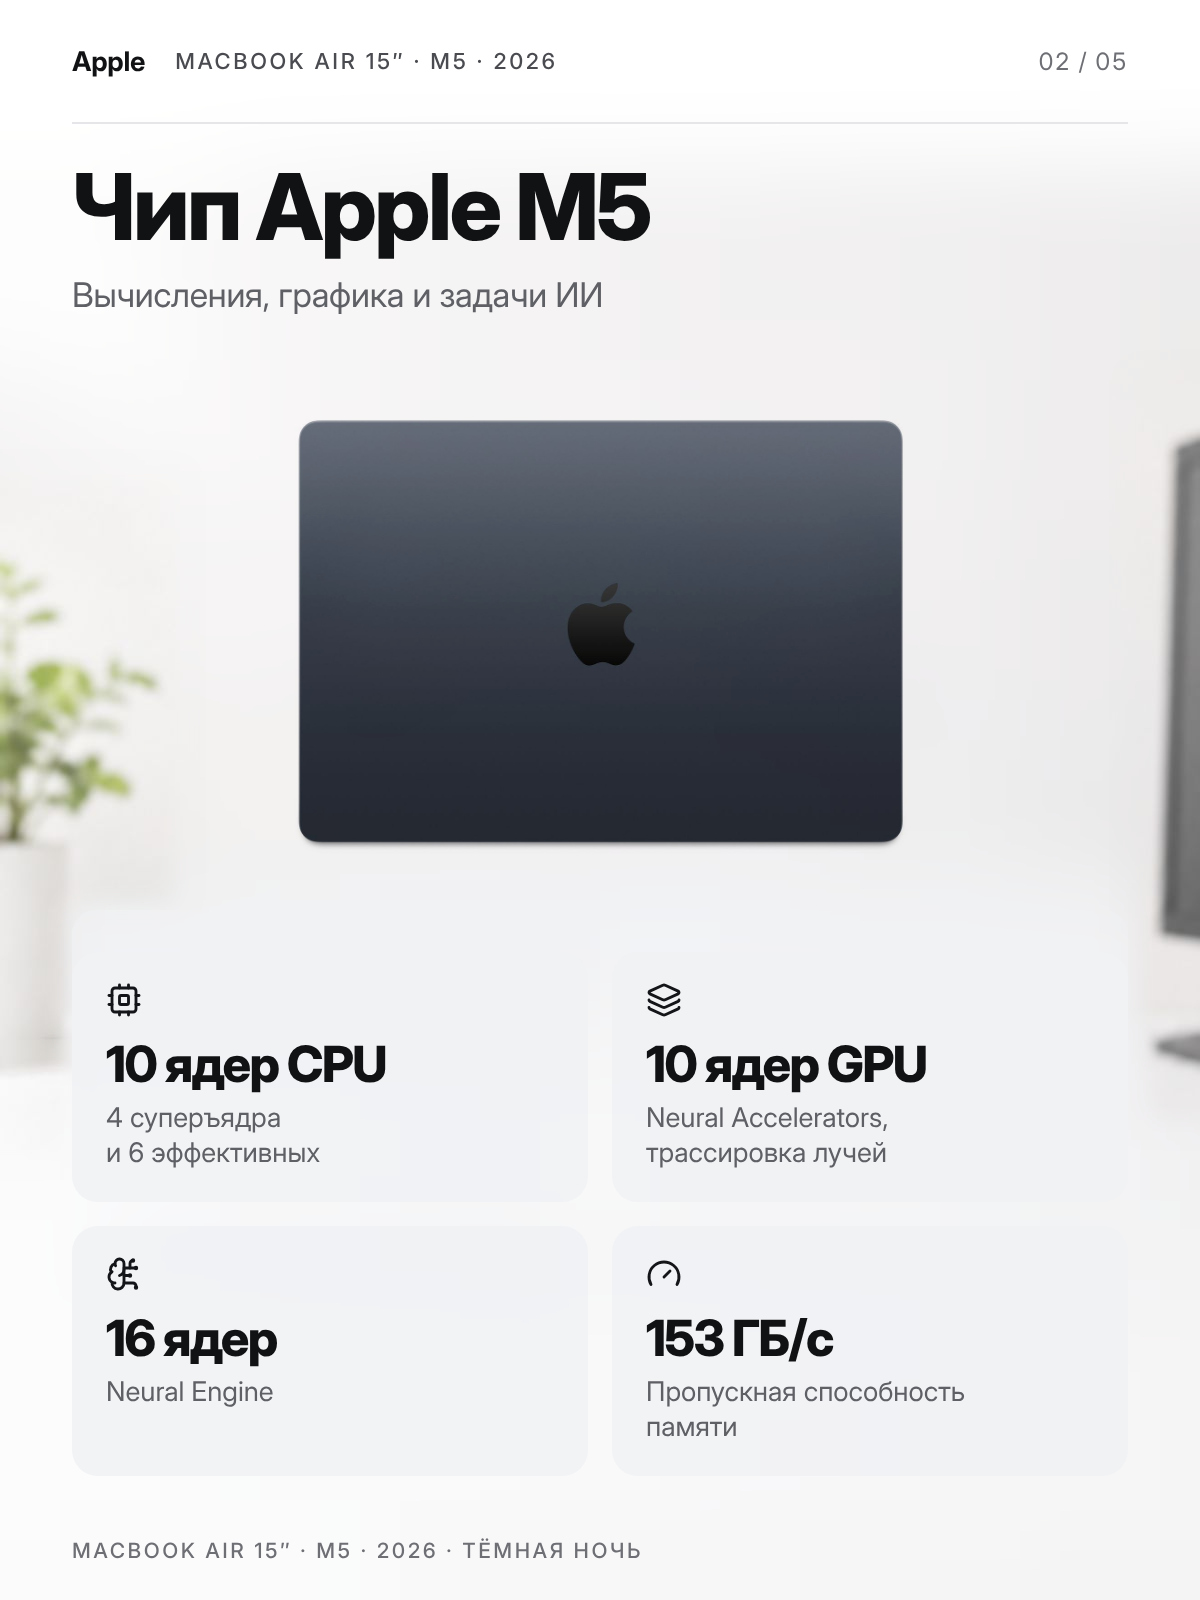 Apple MACBOOK AIR 15″ · M5 · 2026 02 / 05
Чип Apple M5
Вычисления, графика и задачи ИИ
10 ядер CPU
4 суперъядра
и 6 эффективных
10 ядер GPU
Neural Accelerators,
трассировка лучей
16 ядер
Neural Engine
153 ГБ/с
Пропускная способность
памяти
MACBOOK AIR 15″ · M5 · 2026 · ТЁМНАЯ НОЧЬ